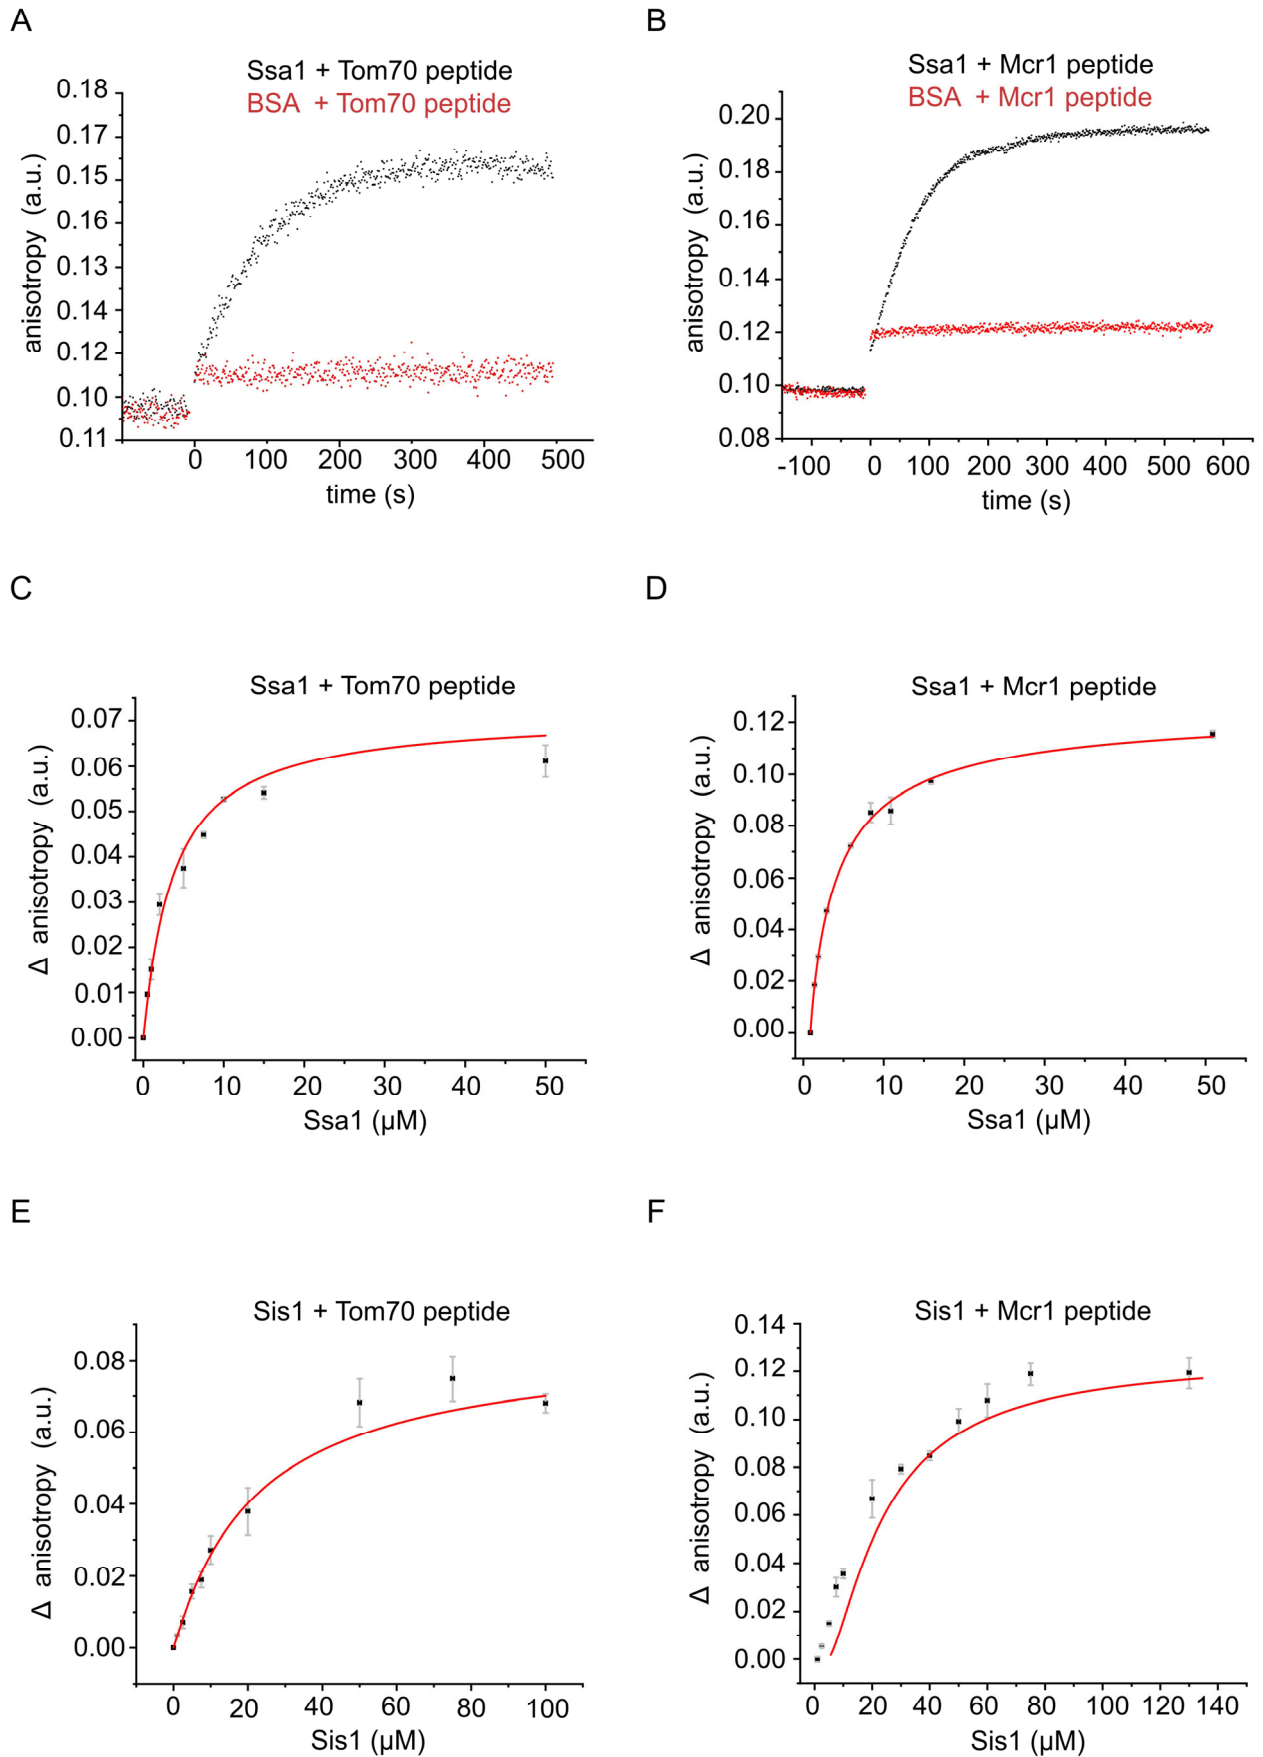 A
Ssa1 + Tom70 peptide
BSA + Tom70 peptide
0.18
0.17
0.15
0.16
0.13
0.14
0.12
0.10
0.11
anisotropy (a.u.)
0 100 200 300 400 500
time (s)
B
Ssa1 + Mcr1 peptide
BSA + Mcr1 peptide
0.20
0.18
0.16
0.14
0.12
0.10
0.08
anisotropy (a.u.)
-100 0 100 200 300 400 500 600
time (s)
C
Ssa1 + Tom70 peptide
0.07
0.06
0.05
0.04
0.03
0.02
0.01
0.00
Δ anisotropy (a.u.)
0 10 20 30 40 50
Ssa1 (μM)
D
Ssa1 + Mcr1 peptide
0.12
0.10
0.08
0.06
0.04
0.02
0.00
Δ anisotropy (a.u.)
0 10 20 30 40 50
Ssa1 (μM)
E
Sis1 + Tom70 peptide
0.08
0.06
0.04
0.02
0.00
Δ anisotropy (a.u.)
0 20 40 60 80 100
Sis1 (μM)
F
Sis1 + Mcr1 peptide
0.14
0.12
0.10
0.08
0.06
0.04
0.02
0.00
Δ anisotropy (a.u.)
0 20 40 60 80 100 120 140
Sis1 (μM)